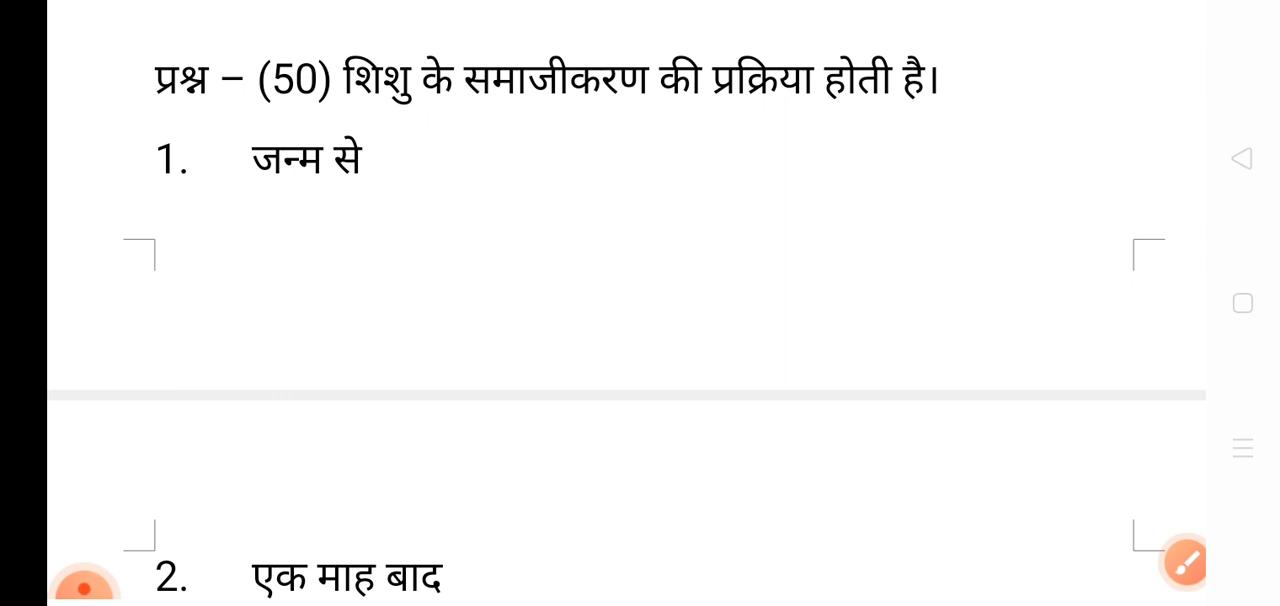 प्रश्न – (50) शिशु के समाजीकरण की प्रक्रिया होती है।
1. जन्म से
2. एक माह बाद